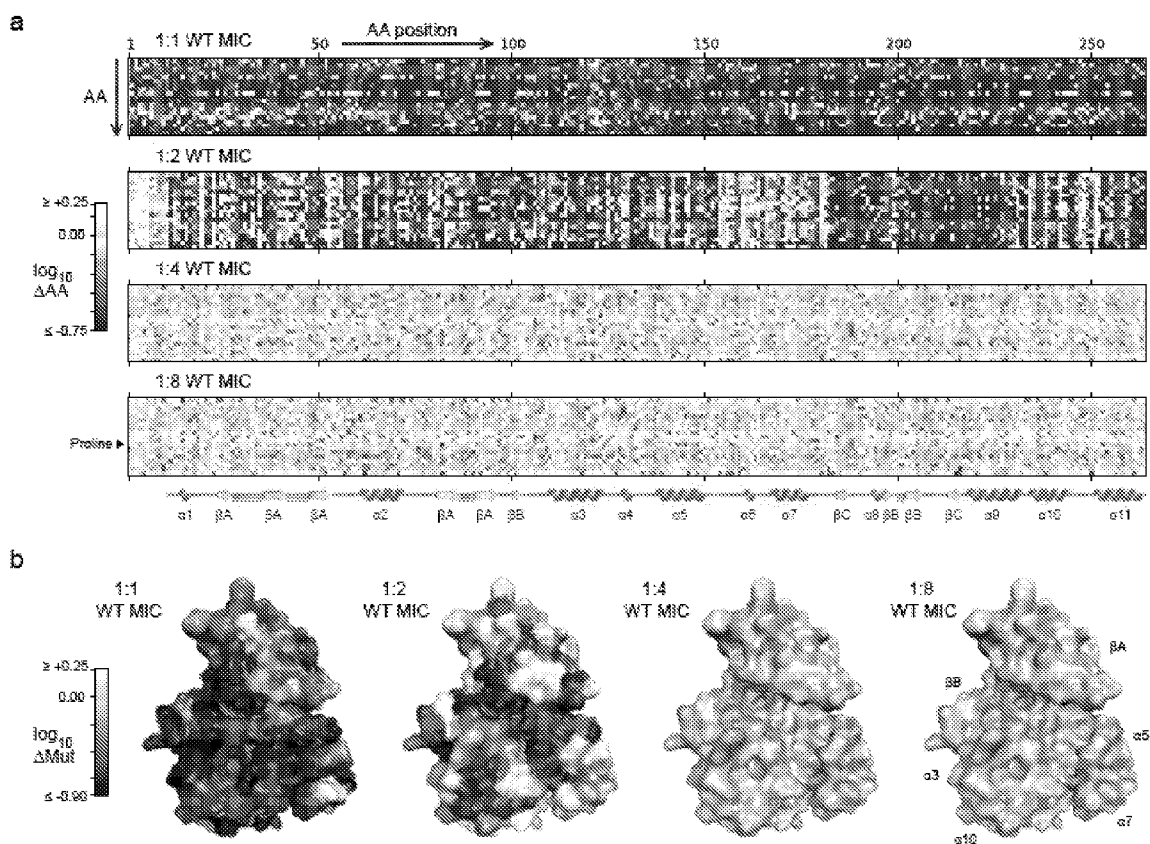 a
AA position
1:1 WT MIC
1 50 100 150 200 250
AA
1:2 WT MIC
≥ +0.25
0.00
log10
ΔAA
≤ -0.75
1:4 WT MIC
1:8 WT MIC
Proline
α1 βA βA βA α2 βA βA βB α3 α4 α5 α6 α7 βC α8 βB βB βC α9 α10 α11
b
1:1
WT MIC
1:2
WT MIC
1:4
WT MIC
1:8
WT MIC
≥ +0.25
0.00
log10
ΔMut
≤ -0.90
βA
βB
α5
α3
α7
α10